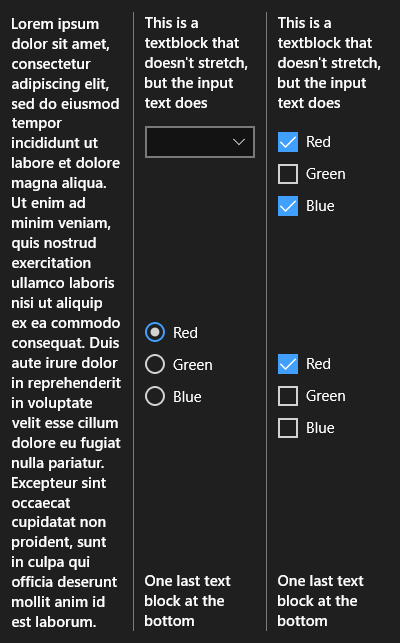 Lorem ipsum
dolor sit amet,
consectetur
adipiscing elit,
sed do eiusmod
tempor
incididunt ut
labore et dolore
magna aliqua.
Ut enim ad
minim veniam,
quis nostrud
exercitation
ullamco laboris
nisi ut aliquip
ex ea commodo
consequat. Duis
aute irure dolor
in reprehenderit
in voluptate
velit esse cillum
dolore eu fugiat
nulla pariatur.
Excepteur sint
occaecat
cupidatat non
proident, sunt
in culpa qui
officia deserunt
mollit anim id
est laborum.
This is a
textblock that
doesn't stretch,
but the input
text does
Red
Green
Blue
One last text
block at the
bottom
This is a
textblock that
doesn't stretch,
but the input
text does
Red
Green
Blue
Red
Green
Blue
One last text
block at the
bottom